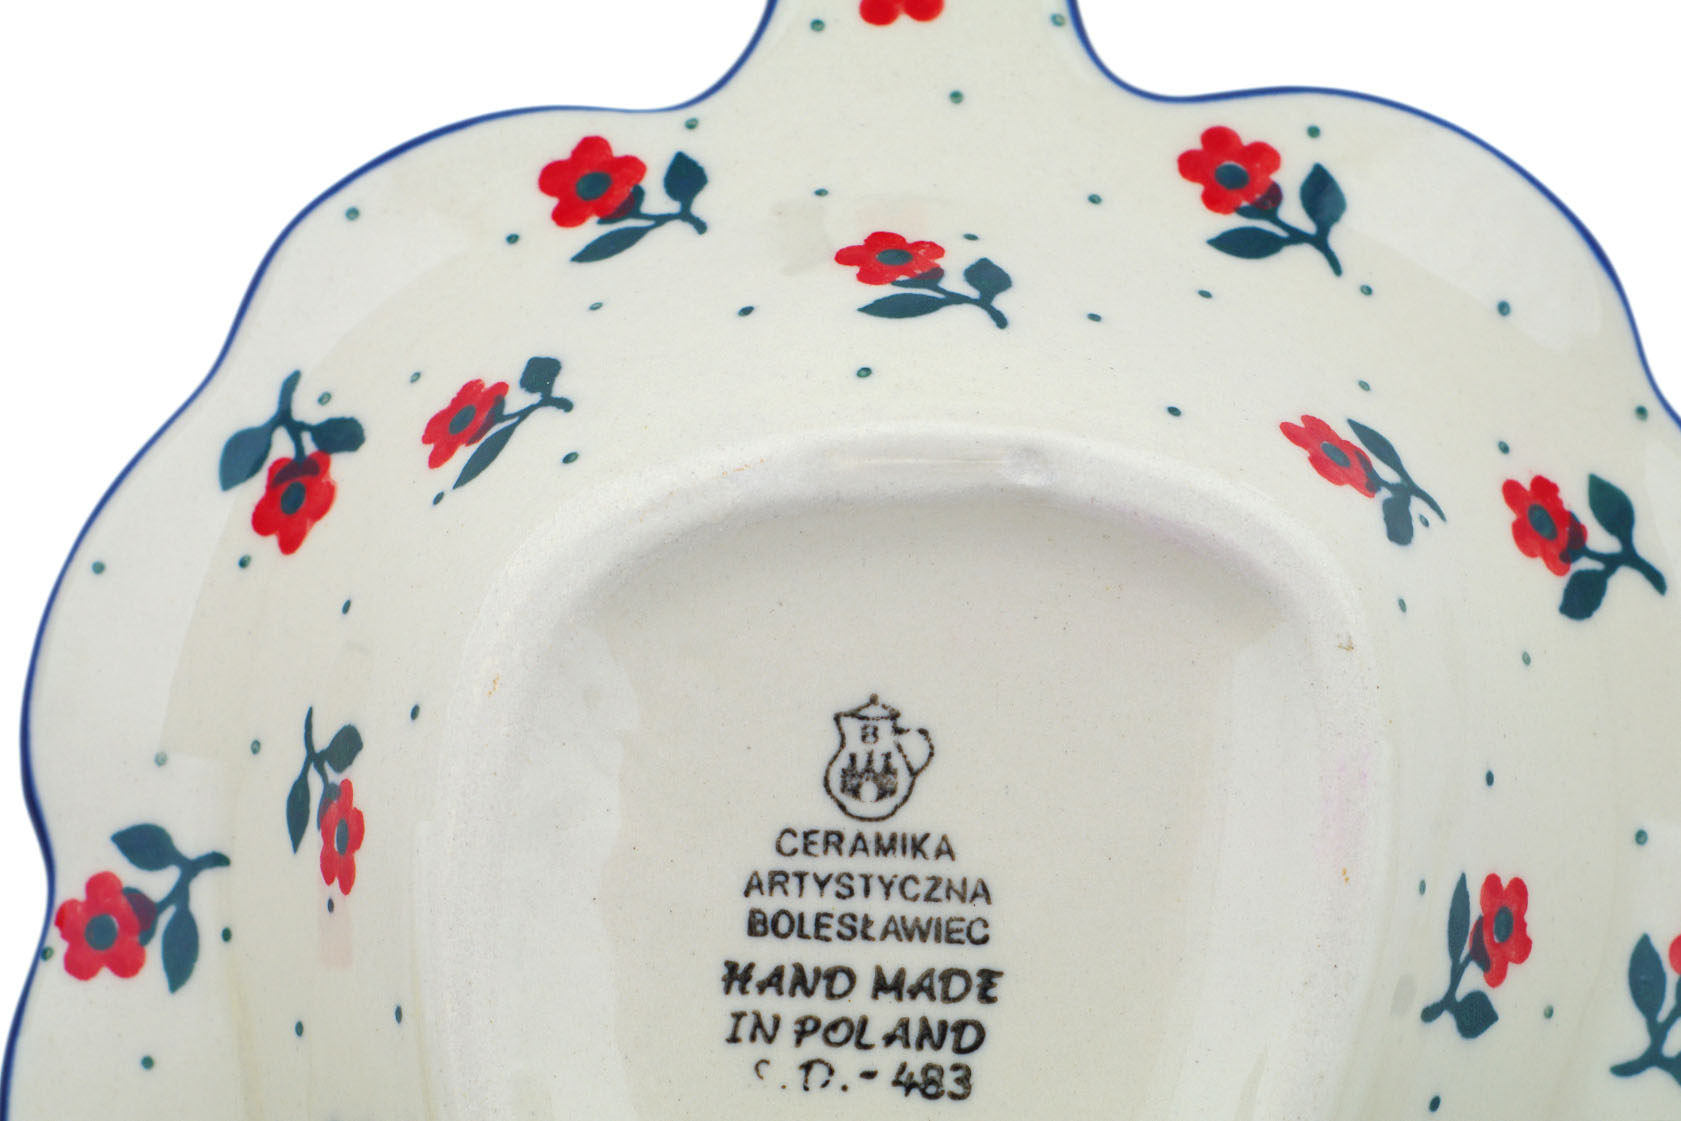 B
CERAMIKA
ARTYSTYCZNA
BOLESŁAWIEC
HAND MADE
IN POLAND
S.D.-483